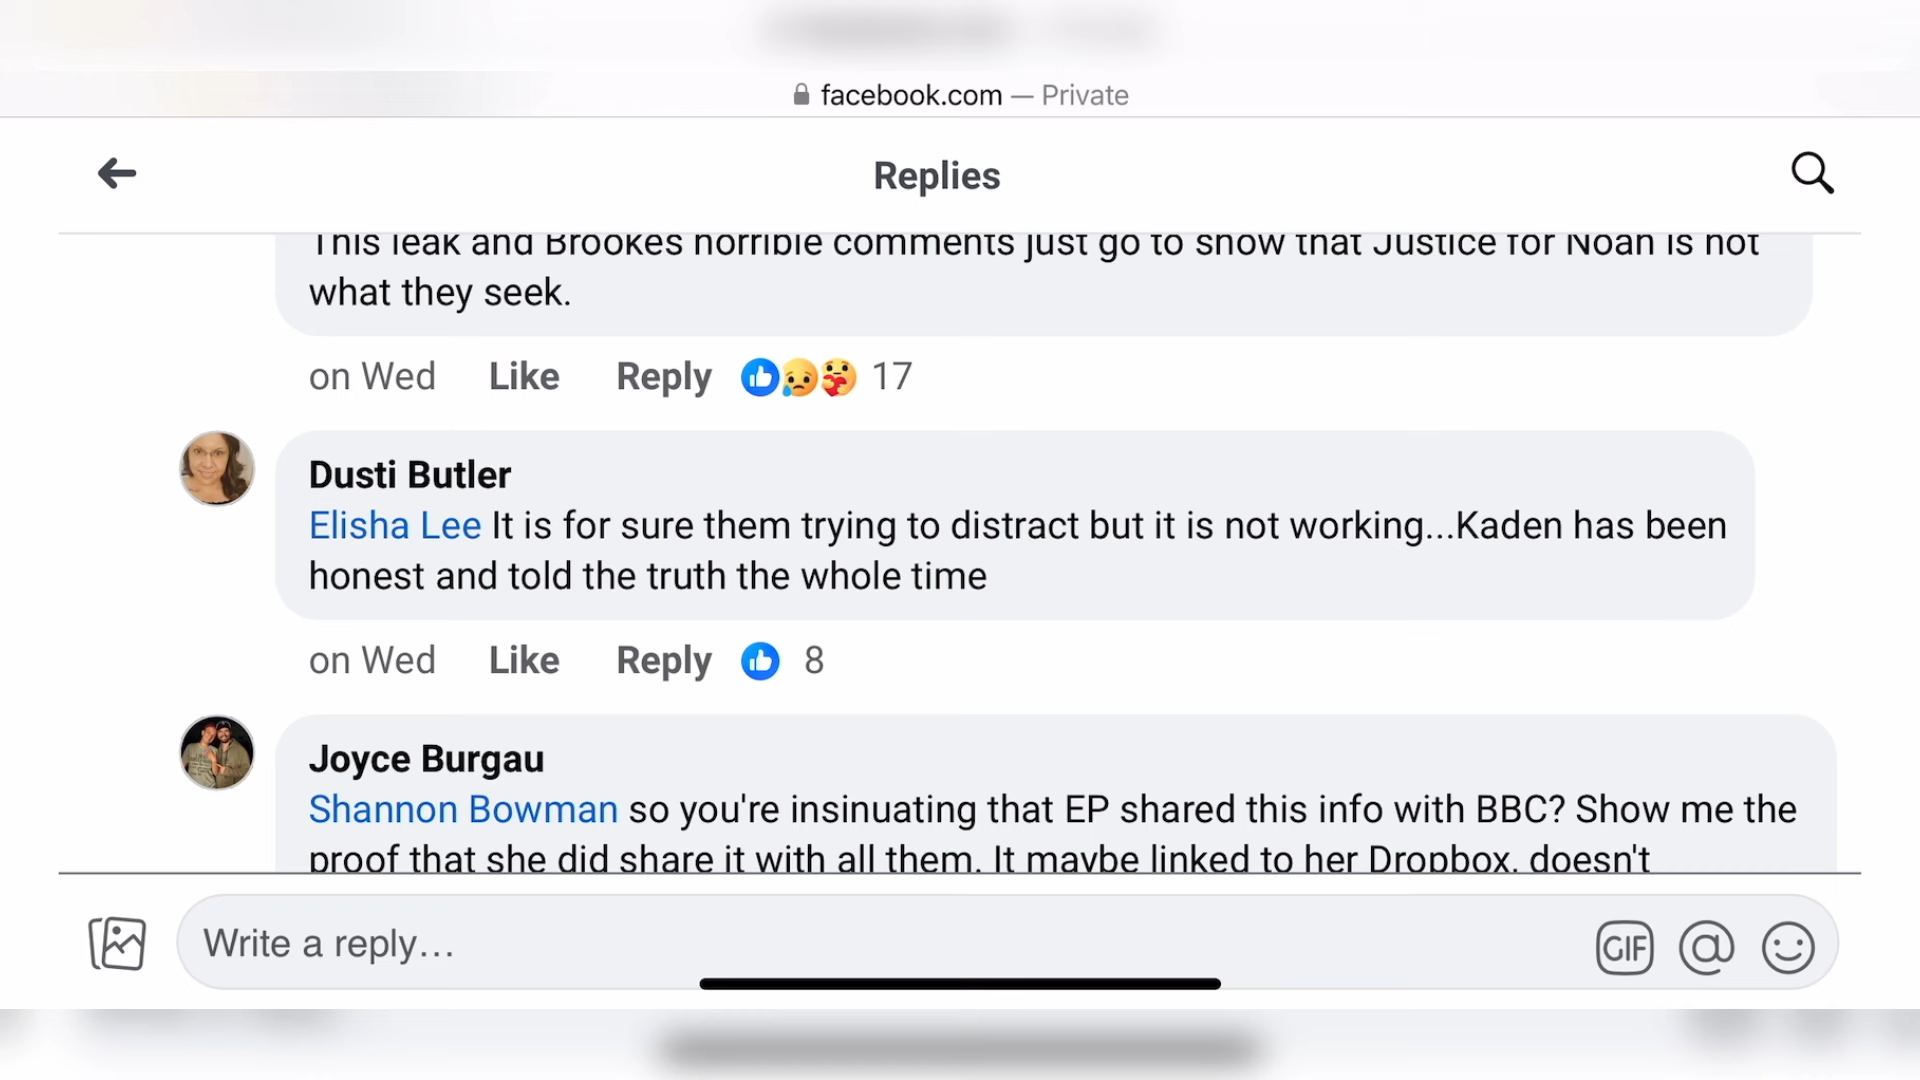 facebook.com — Private
Replies
This leak and Brookes horrible comments just go to show that Justice for Noah is not
what they seek.
on Wed Like Reply 17
Dusti Butler
Elisha Lee It is for sure them trying to distract but it is not working...Kaden has been
honest and told the truth the whole time
on Wed Like Reply 8
Joyce Burgau
Shannon Bowman so you're insinuating that EP shared this info with BBC? Show me the
proof that she did share it with all them. It maybe linked to her Dropbox, doesn't
Write a reply...
GIF